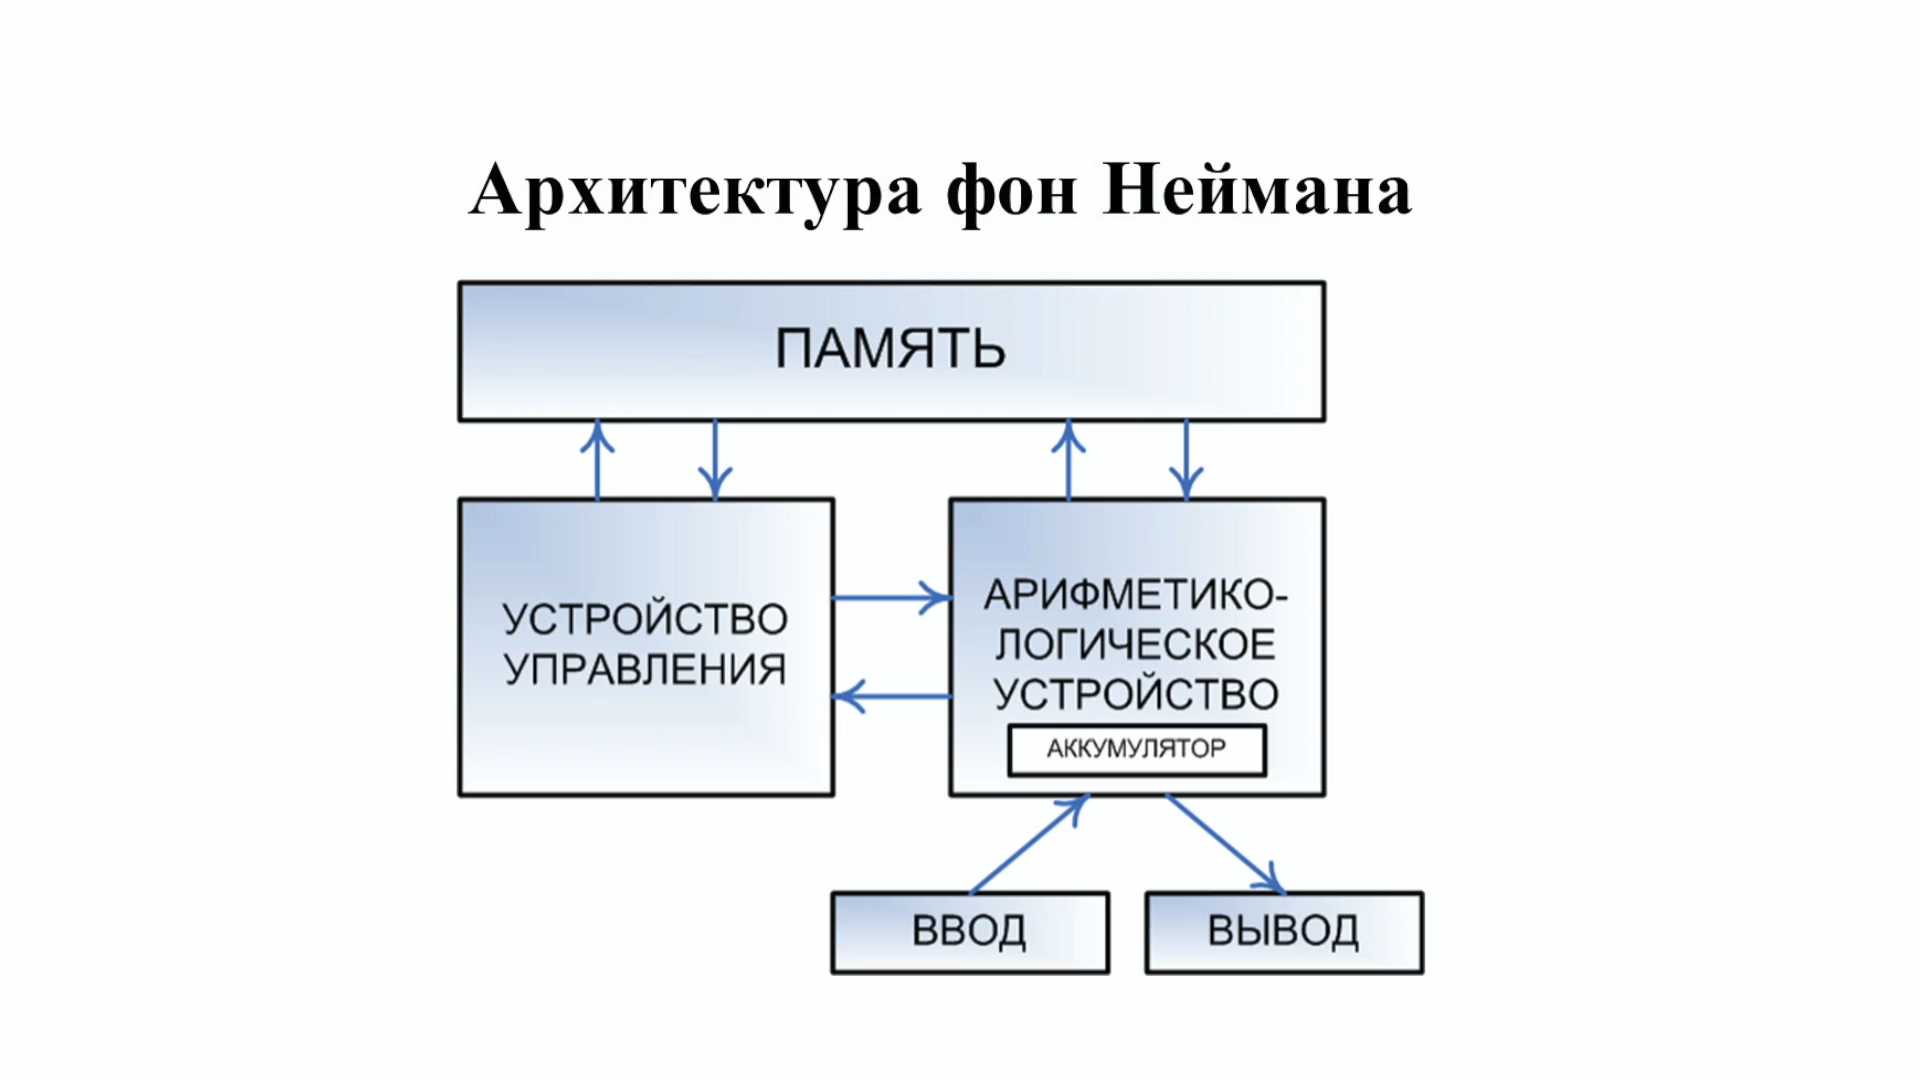 Архитектура фон Неймана
ПАМЯТЬ
УСТРОЙСТВО
УПРАВЛЕНИЯ
АРИФМЕТИКО-
ЛОГИЧЕСКОЕ
УСТРОЙСТВО
АККУМУЛЯТОР
ВВОД
ВЫВОД